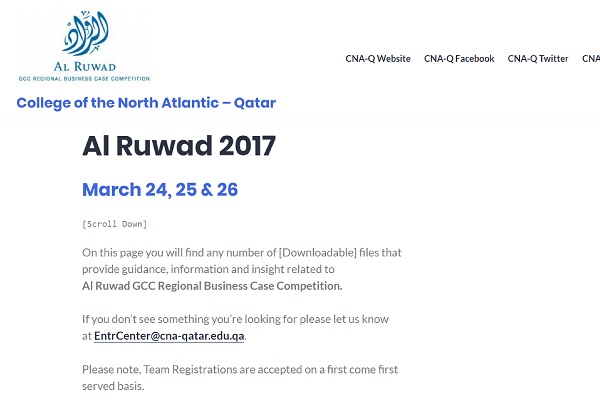 الرواد
AL RUWAD
GCC REGIONAL BUSINESS CASE COMPETITION
CNA-Q Website CNA-Q Facebook CNA-Q Twitter CNA
College of the North Atlantic – Qatar
Al Ruwad 2017
March 24, 25 & 26
[Scroll Down]
On this page you will find any number of [Downloadable] files that
provide guidance, information and insight related to
Al Ruwad GCC Regional Business Case Competition.
If you don't see something you're looking for please let us know
at EntrCenter@cna-qatar.edu.qa.
Please note, Team Registrations are accepted on a first come first
served basis.